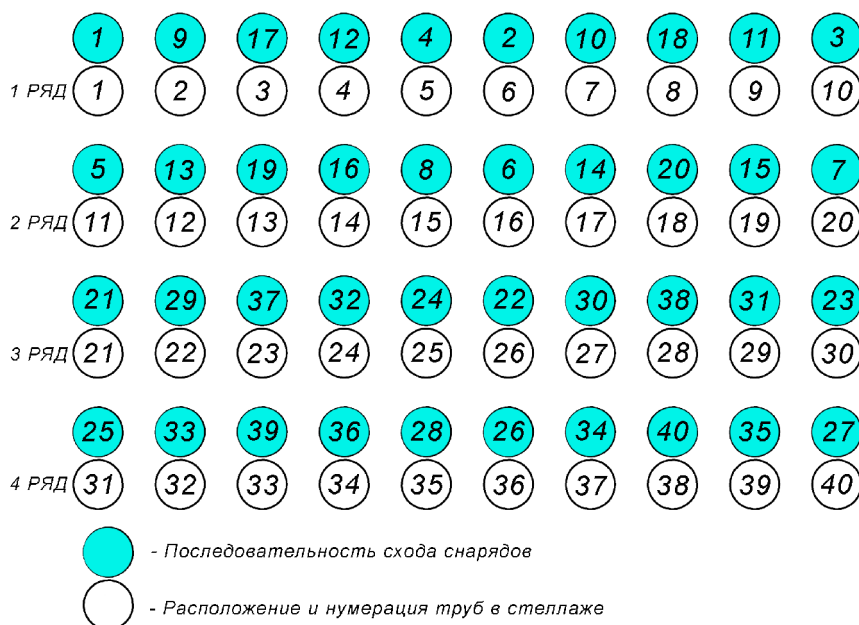 1 9 17 12 4 2 10 18 11 3
1 РЯД 1 2 3 4 5 6 7 8 9 10
5 13 19 16 8 6 14 20 15 7
2 РЯД 11 12 13 14 15 16 17 18 19 20
21 29 37 32 24 22 30 38 31 23
3 РЯД 21 22 23 24 25 26 27 28 29 30
25 33 39 36 28 26 34 40 35 27
4 РЯД 31 32 33 34 35 36 37 38 39 40
- Последовательность схода снарядов
- Расположение и нумерация труб в стеллаже